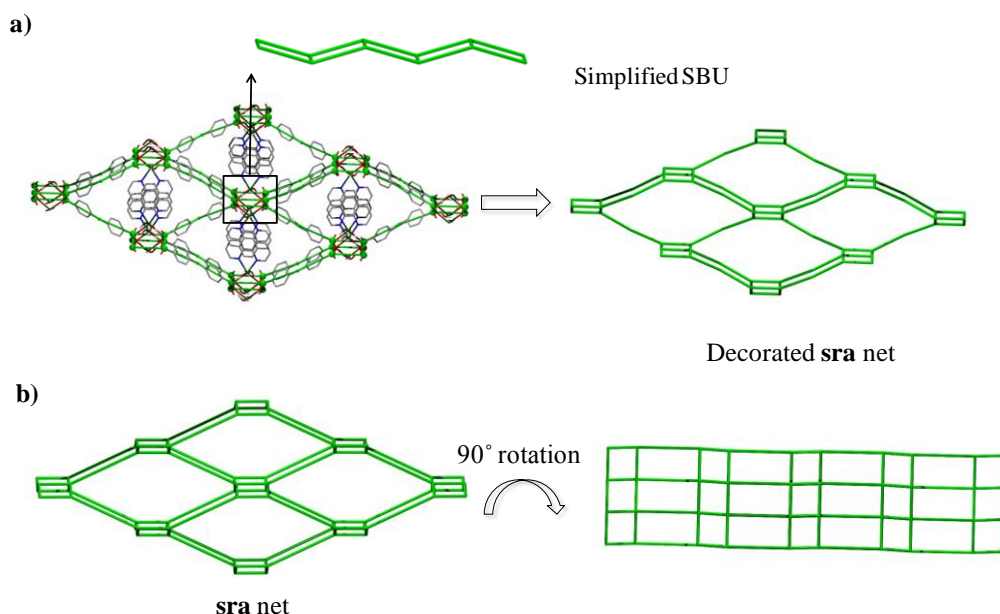 a)
Simplified SBU
Decorated sra net
b)
90° rotation
sra net